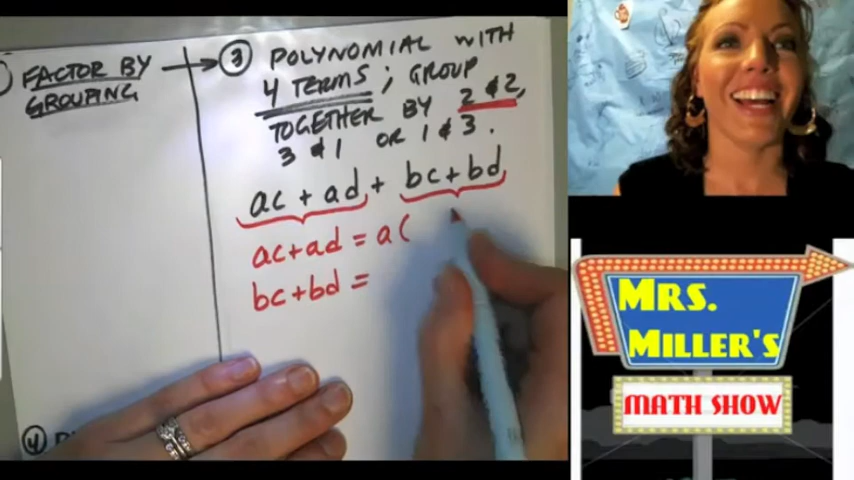 FACTOR BY
GROUPING
③ POLYNOMIAL WITH
4 TERMS; GROUP
TOGETHER BY 2 & 2,
3 & 1 OR 1 & 3.
ac + ad + bc + bd
ac + ad = a (
bc + bd =
④
MRS.
MILLER'S
MATH SHOW